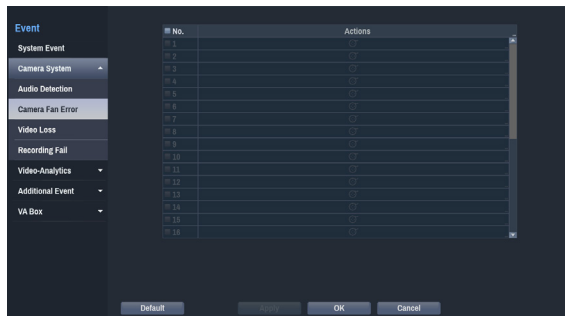 Event
System Event
Camera System
Audio Detection
Camera Fan Error
Video Loss
Recording Fail
Video-Analytics
Additional Event
VA Box
No. Actions
1
2
3
4
5
6
7
8
9
10
11
12
13
14
15
16
Default Apply OK Cancel